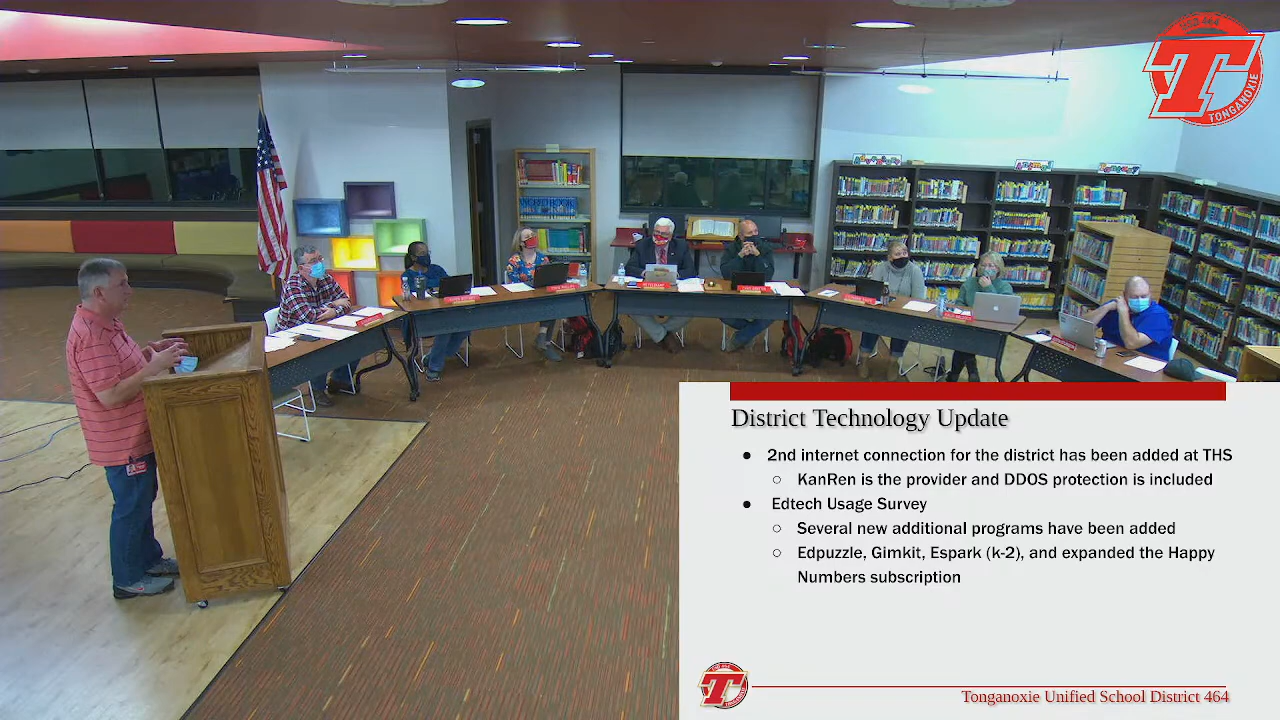 USD 464
T
TONGANOXIE
District Technology Update
● 2nd internet connection for the district has been added at THS
○ KanRen is the provider and DDOS protection is included
● Edtech Usage Survey
○ Several new additional programs have been added
○ Edpuzzle, Gimkit, Espark (k-2), and expanded the Happy
Numbers subscription
T
Tonganoxie Unified School District 464